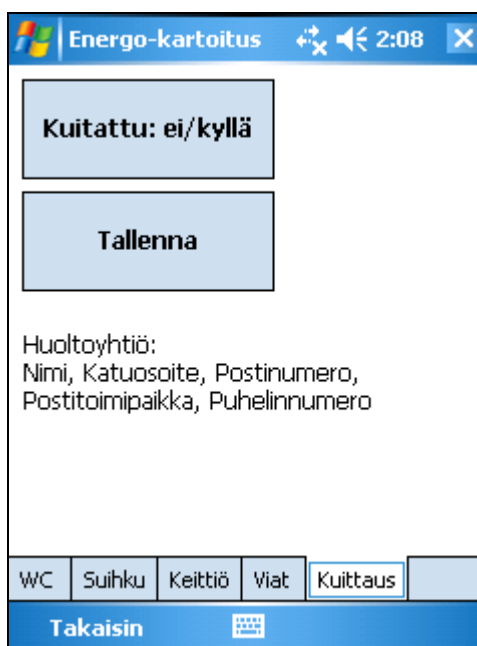 Energo-kartoitus 2:08
Kuitattu: ei/kyllä
Tallenna
Huoltoyhtiö:
Nimi, Katuosoite, Postinumero,
Postitoimipaikka, Puhelinnumero
WC Suihku Keittiö Viat Kuittaus
Takaisin